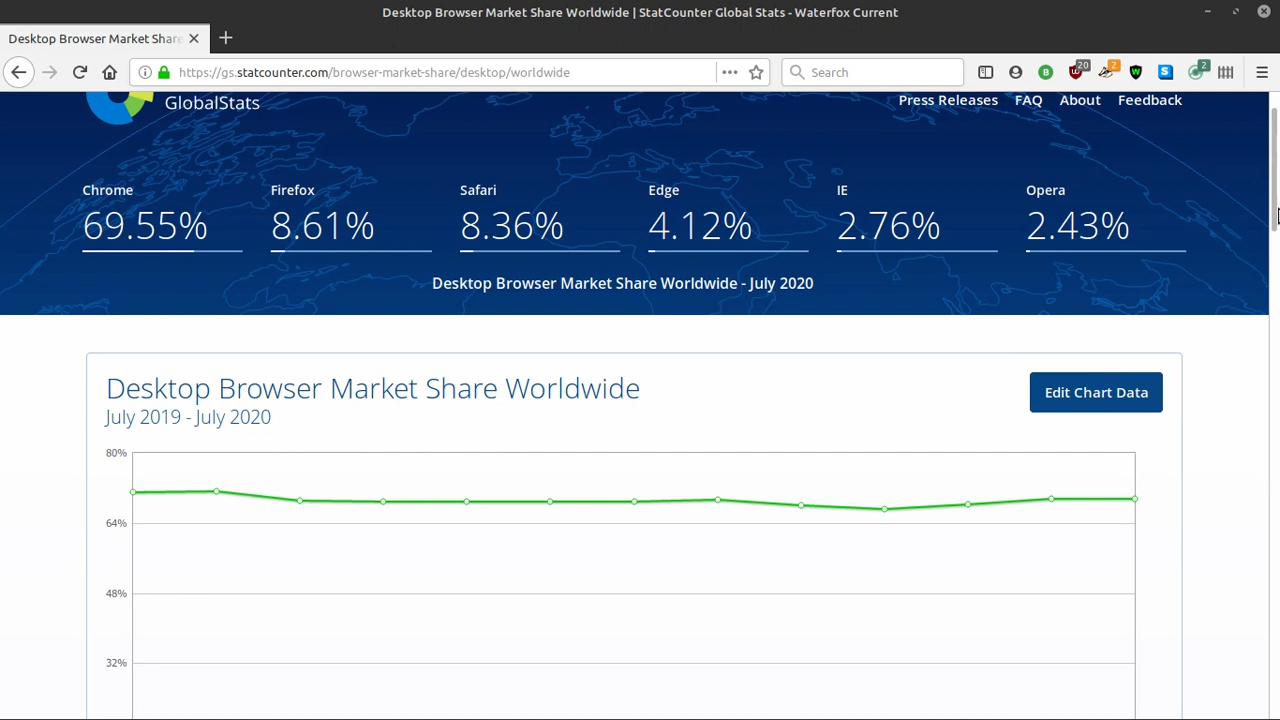 Desktop Browser Market Share Worldwide | StatCounter Global Stats - Waterfox Current
Desktop Browser Market Share
https://gs.statcounter.com/browser-market-share/desktop/worldwide
Search
20
2
2
B
W
S
GlobalStats
Press Releases FAQ About Feedback
Chrome Firefox Safari Edge IE Opera
69.55% 8.61% 8.36% 4.12% 2.76% 2.43%
Desktop Browser Market Share Worldwide - July 2020
Desktop Browser Market Share Worldwide
Edit Chart Data
July 2019 - July 2020
80%
64%
48%
32%